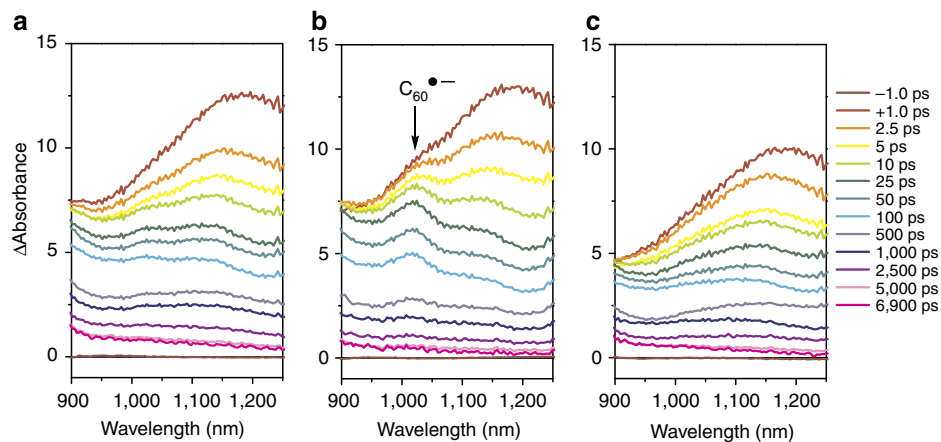 a
b
c
ΔAbsorbance
15
10
5
0
900
1,000
1,100
1,200
Wavelength (nm)
15
10
5
0
C60●−
900
1,000
1,100
1,200
Wavelength (nm)
15
10
5
0
900
1,000
1,100
1,200
Wavelength (nm)
−1.0 ps
+1.0 ps
2.5 ps
5 ps
10 ps
25 ps
50 ps
100 ps
500 ps
1,000 ps
2,500 ps
5,000 ps
6,900 ps